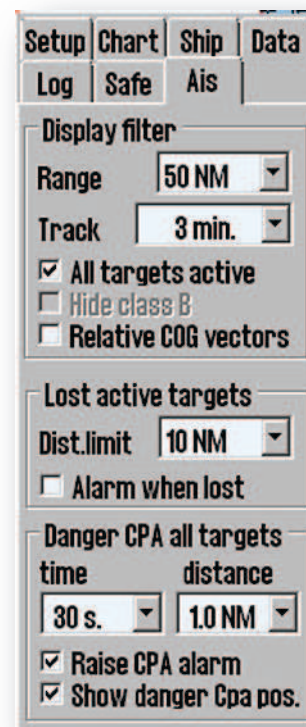 Setup Chart Ship Data
Log Safe Ais
Display filter
Range 50 NM
Track 3 min.
All targets active
Hide class B
Relative COG vectors
Lost active targets
Dist.limit 10 NM
Alarm when lost
Danger CPA all targets
time distance
30 s. 1.0 NM
Raise CPA alarm
Show danger Cpa pos.